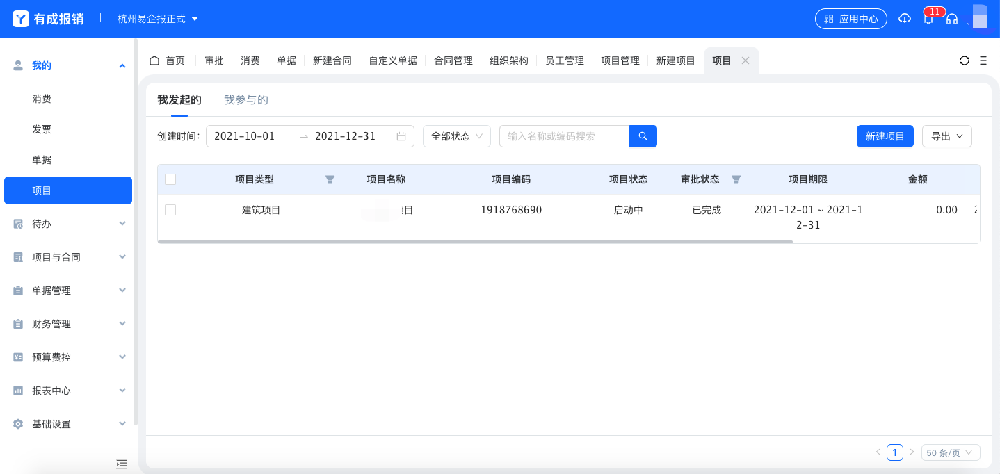 有成报销
杭州易企报正式
应用中心
11
我的
消费
发票
单据
项目
待办
项目与合同
单据管理
财务管理
预算费控
报表中心
基础设置
首页 审批 消费 单据 新建合同 自定义单据 合同管理 组织架构 员工管理 项目管理 新建项目 项目
我发起的 我参与的
创建时间: 2021-10-01 → 2021-12-31 全部状态 输入名称或编码搜索 新建项目 导出
项目类型 项目名称 项目编码 项目状态 审批状态 项目期限 金额
建筑项目 目 1918768690 启动中 已完成 2021-12-01 ~ 2021-1 0.00
2-31
1 50 条/页